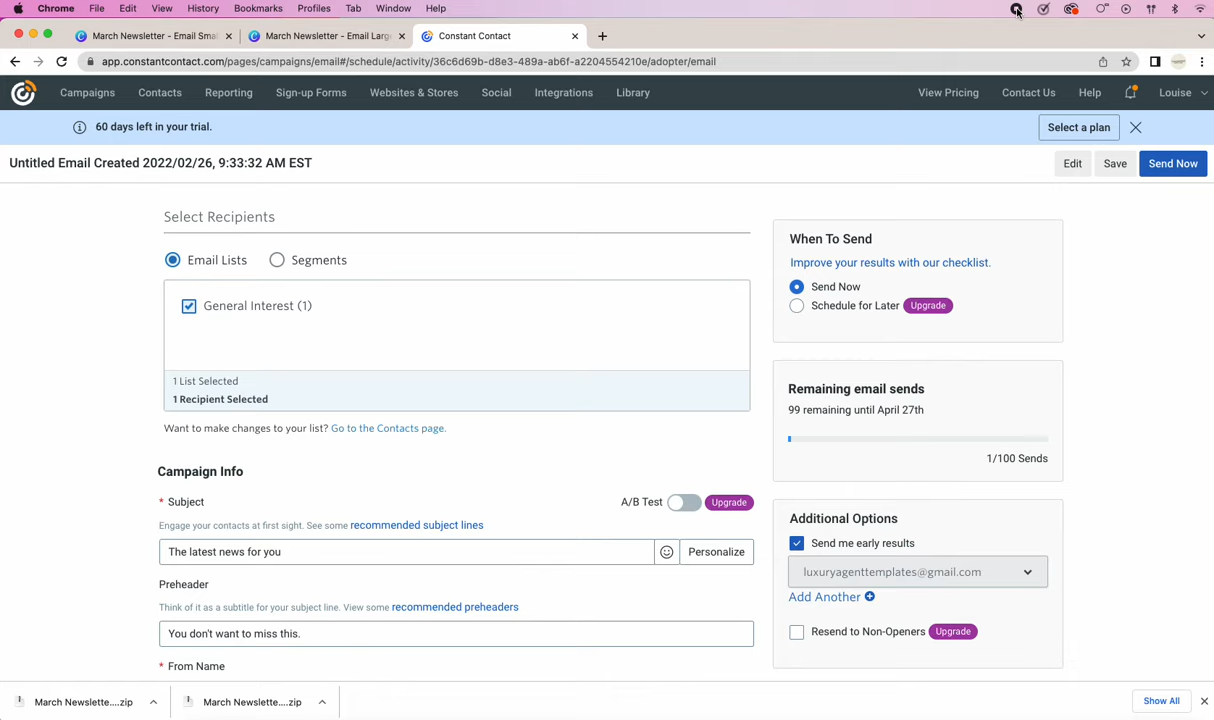 Chrome File Edit View History Bookmarks Profiles Tab Window Help
March Newsletter - Email Smal
March Newsletter - Email Larg
Constant Contact
app.constantcontact.com/pages/campaigns/email#/schedule/activity/36c6d69b-d8e3-489a-ab6f-a2204554210e/adopter/email
Campaigns Contacts Reporting Sign-up Forms Websites & Stores Social Integrations Library View Pricing Contact Us Help Louise
60 days left in your trial. Select a plan
Untitled Email Created 2022/02/26, 9:33:32 AM EST Edit Save Send Now
Select Recipients
Email Lists Segments
General Interest (1)
1 List Selected
1 Recipient Selected
Want to make changes to your list? Go to the Contacts page.
Campaign Info
* Subject A/B Test Upgrade
Engage your contacts at first sight. See some recommended subject lines
The latest news for you Personalize
Preheader
Think of it as a subtitle for your subject line. View some recommended preheaders
You don't want to miss this.
* From Name
When To Send
Improve your results with our checklist.
Send Now
Schedule for Later Upgrade
Remaining email sends
99 remaining until April 27th
1/100 Sends
Additional Options
Send me early results
luxuryagenttemplates@gmail.com
Add Another
Resend to Non-Openers Upgrade
March Newslette....zip
March Newslette....zip
Show All